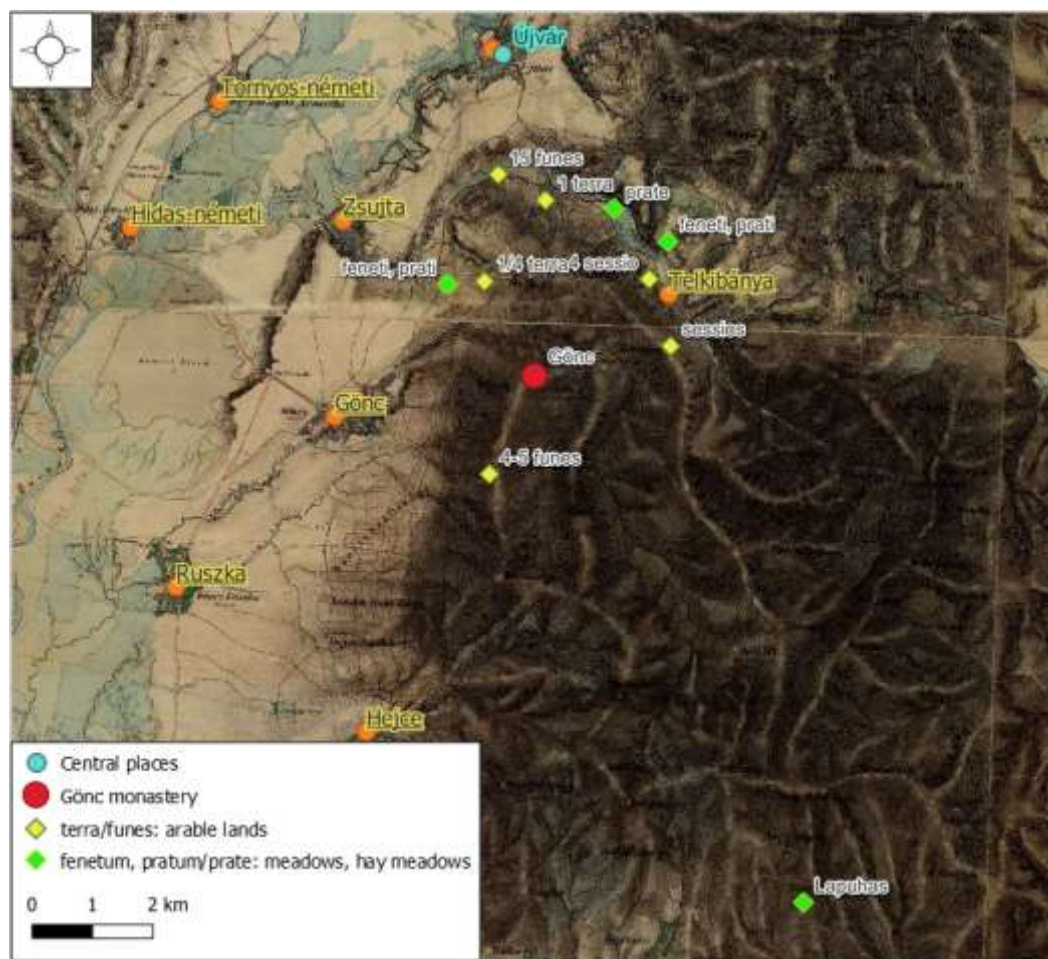 Újvár
Tornyos-németi
15 funes
1 terra
prate
Zsujta
Hidas-németi
feneti, prati
feneti, prati
1/4 terra
4 sessio
Telkibánya
sessios
Gönc
Gönc
4-5 funes
Ruszka
Hejce
Central places
Gönc monastery
terra/funes: arable lands
fenetum, pratum/prate: meadows, hay meadows
Lapuhas
0 1 2 km